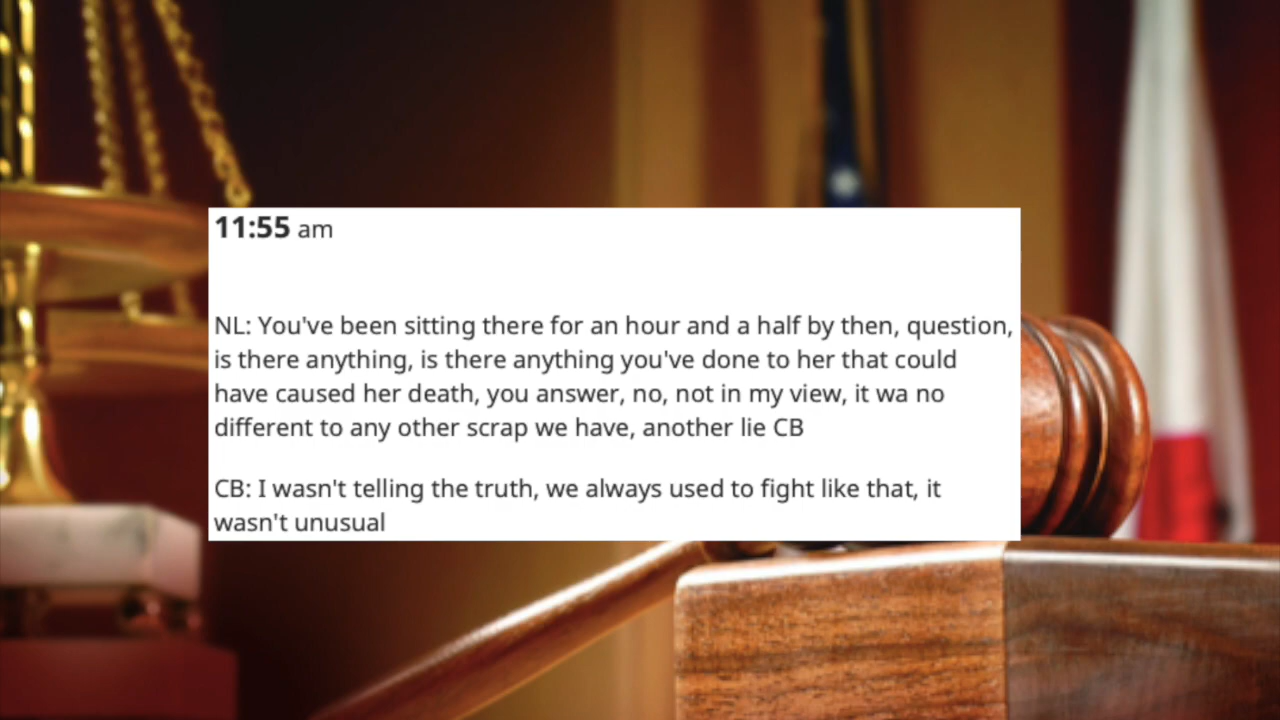 11:55 am
NL: You've been sitting there for an hour and a half by then, question,
is there anything, is there anything you've done to her that could
have caused her death, you answer, no, not in my view, it wa no
different to any other scrap we have, another lie CB
CB: I wasn't telling the truth, we always used to fight like that, it
wasn't unusual